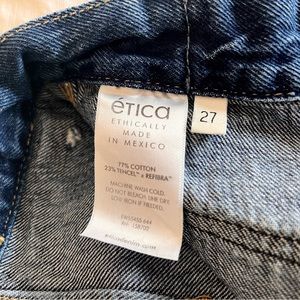 ética
ETHICALLY
MADE
IN MEXICO
27
77% COTTON
23% TENCEL™ x REFIBRA™
MACHINE WASH COLD.
DO NOT BLEACH. LINE DRY.
LOW IRON IF NEEDED.